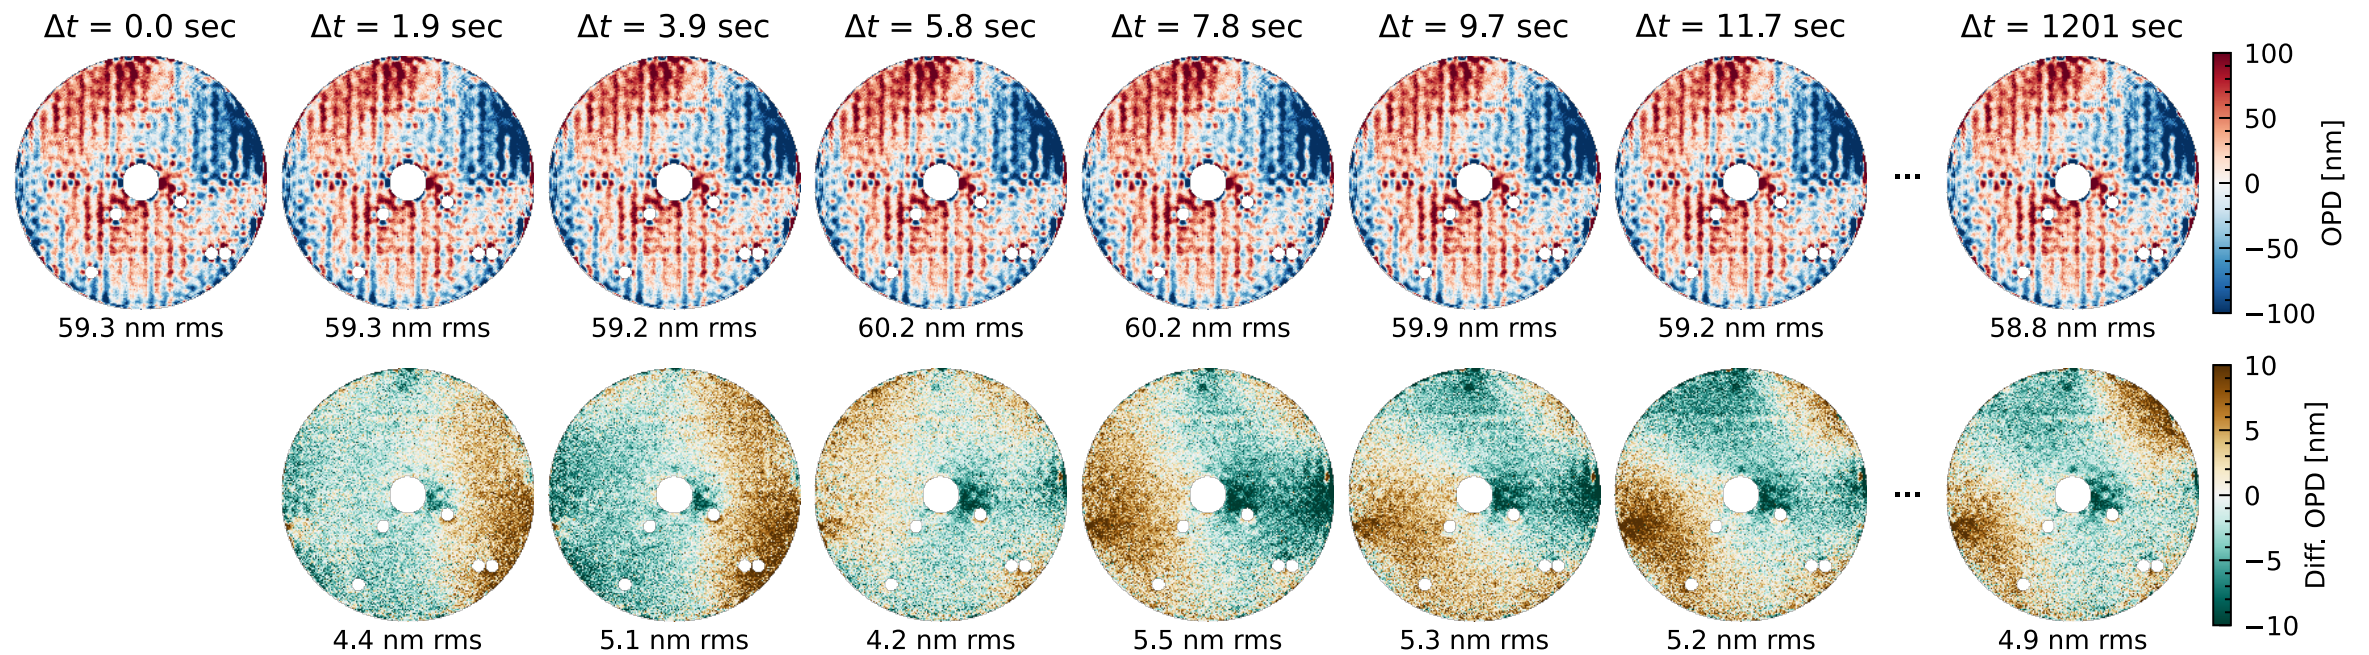 Δt = 0.0 sec
Δt = 1.9 sec
Δt = 3.9 sec
Δt = 5.8 sec
Δt = 7.8 sec
Δt = 9.7 sec
Δt = 11.7 sec
Δt = 1201 sec
100
50
0
−50
−100
OPD [nm]
...
59.3 nm rms
59.3 nm rms
59.2 nm rms
60.2 nm rms
60.2 nm rms
59.9 nm rms
59.2 nm rms
58.8 nm rms
10
5
0
−5
−10
Diff. OPD [nm]
...
4.4 nm rms
5.1 nm rms
4.2 nm rms
5.5 nm rms
5.3 nm rms
5.2 nm rms
4.9 nm rms